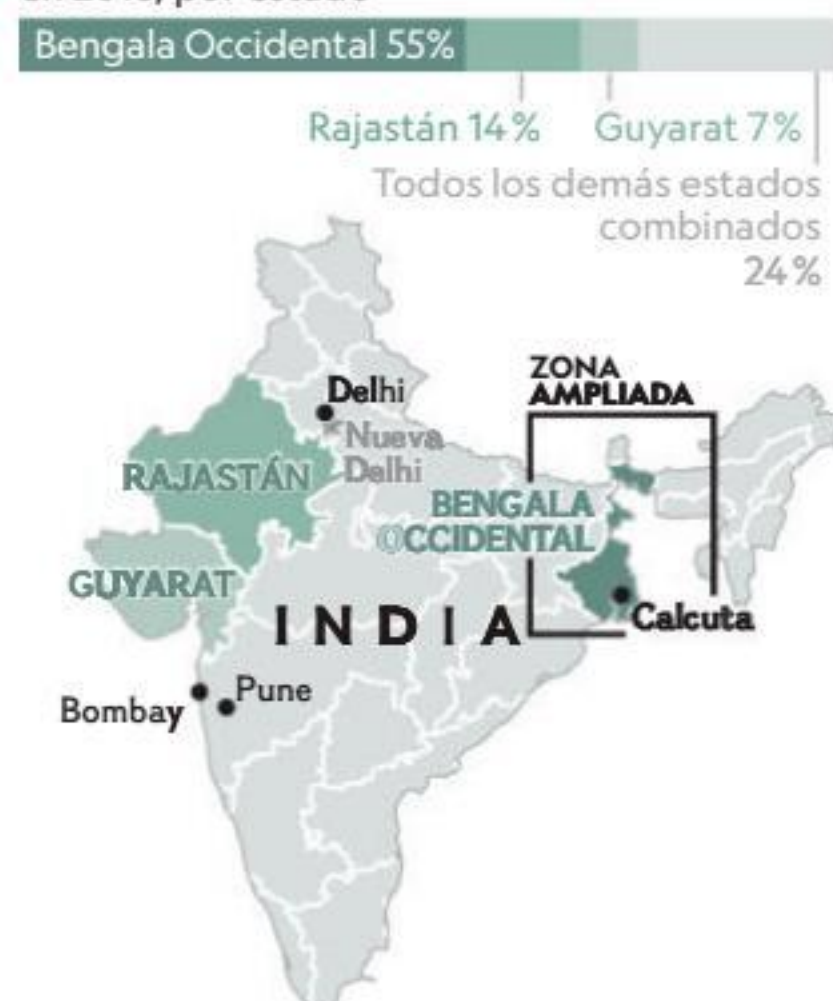 Bengala Occidental 55%
Rajastán 14%
Guyarat 7%
Todos los demás estados
combinados
24%
ZONA
AMPLIADA
Delhi
Nueva
Delhi
RAJASTÁN
BENGALA
OCCIDENTAL
GUYARAT
INDIA
Calcuta
Pune
Bombay